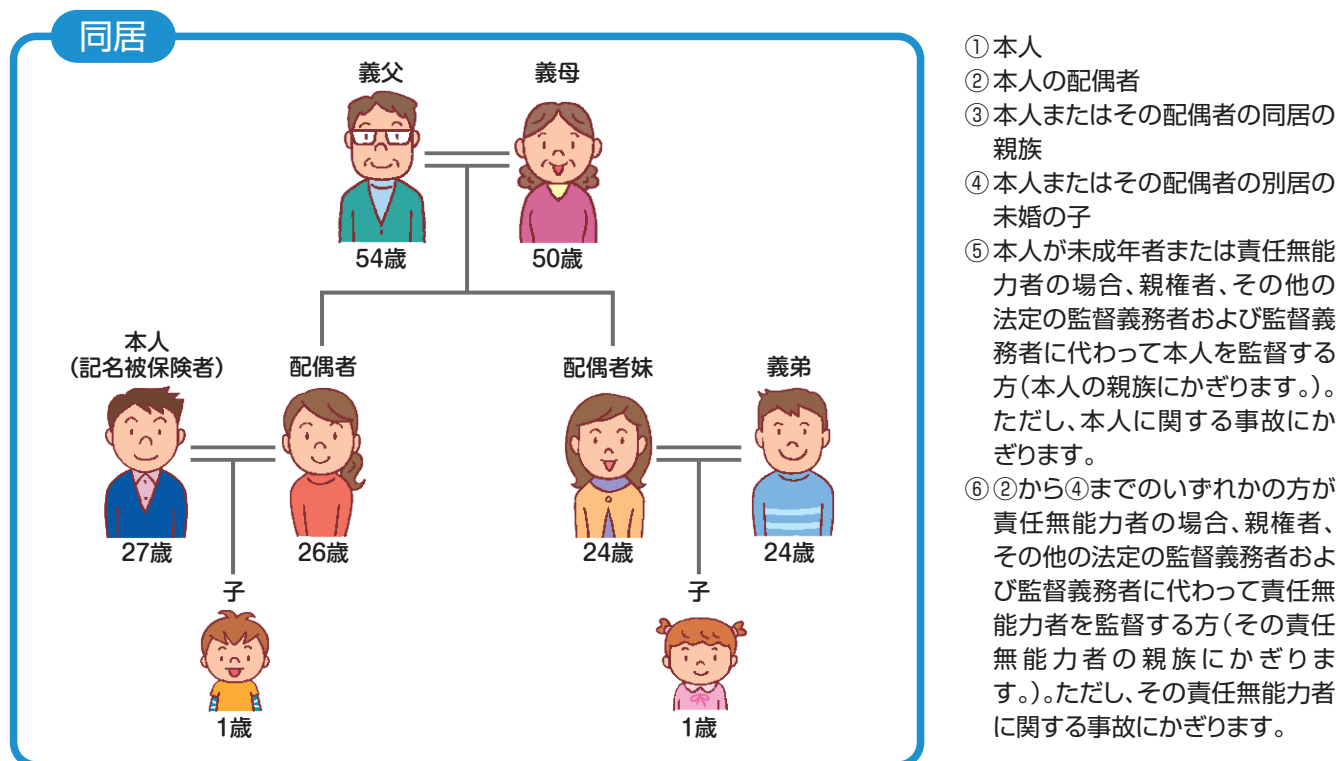 同居
義父
義母
54歳
50歳
本人
(記名被保険者)
配偶者
配偶者妹
義弟
27歳
26歳
24歳
24歳
子
子
1歳
1歳
①本人
②本人の配偶者
③本人またはその配偶者の同居の
親族
④本人またはその配偶者の別居の
未婚の子
⑤本人が未成年者または責任無能
力者の場合、親権者、その他の
法定の監督義務者および監督義
務者に代わって本人を監督する
方(本人の親族にかぎります。)。
ただし、本人に関する事故にか
ぎります。
⑥②から④までのいずれかの方が
責任無能力者の場合、親権者、
その他の法定の監督義務者およ
び監督義務者に代わって責任無
能力者を監督する方(その責任
無能力者の親族にかぎりま
す。)。ただし、その責任無能力者
に関する事故にかぎります。